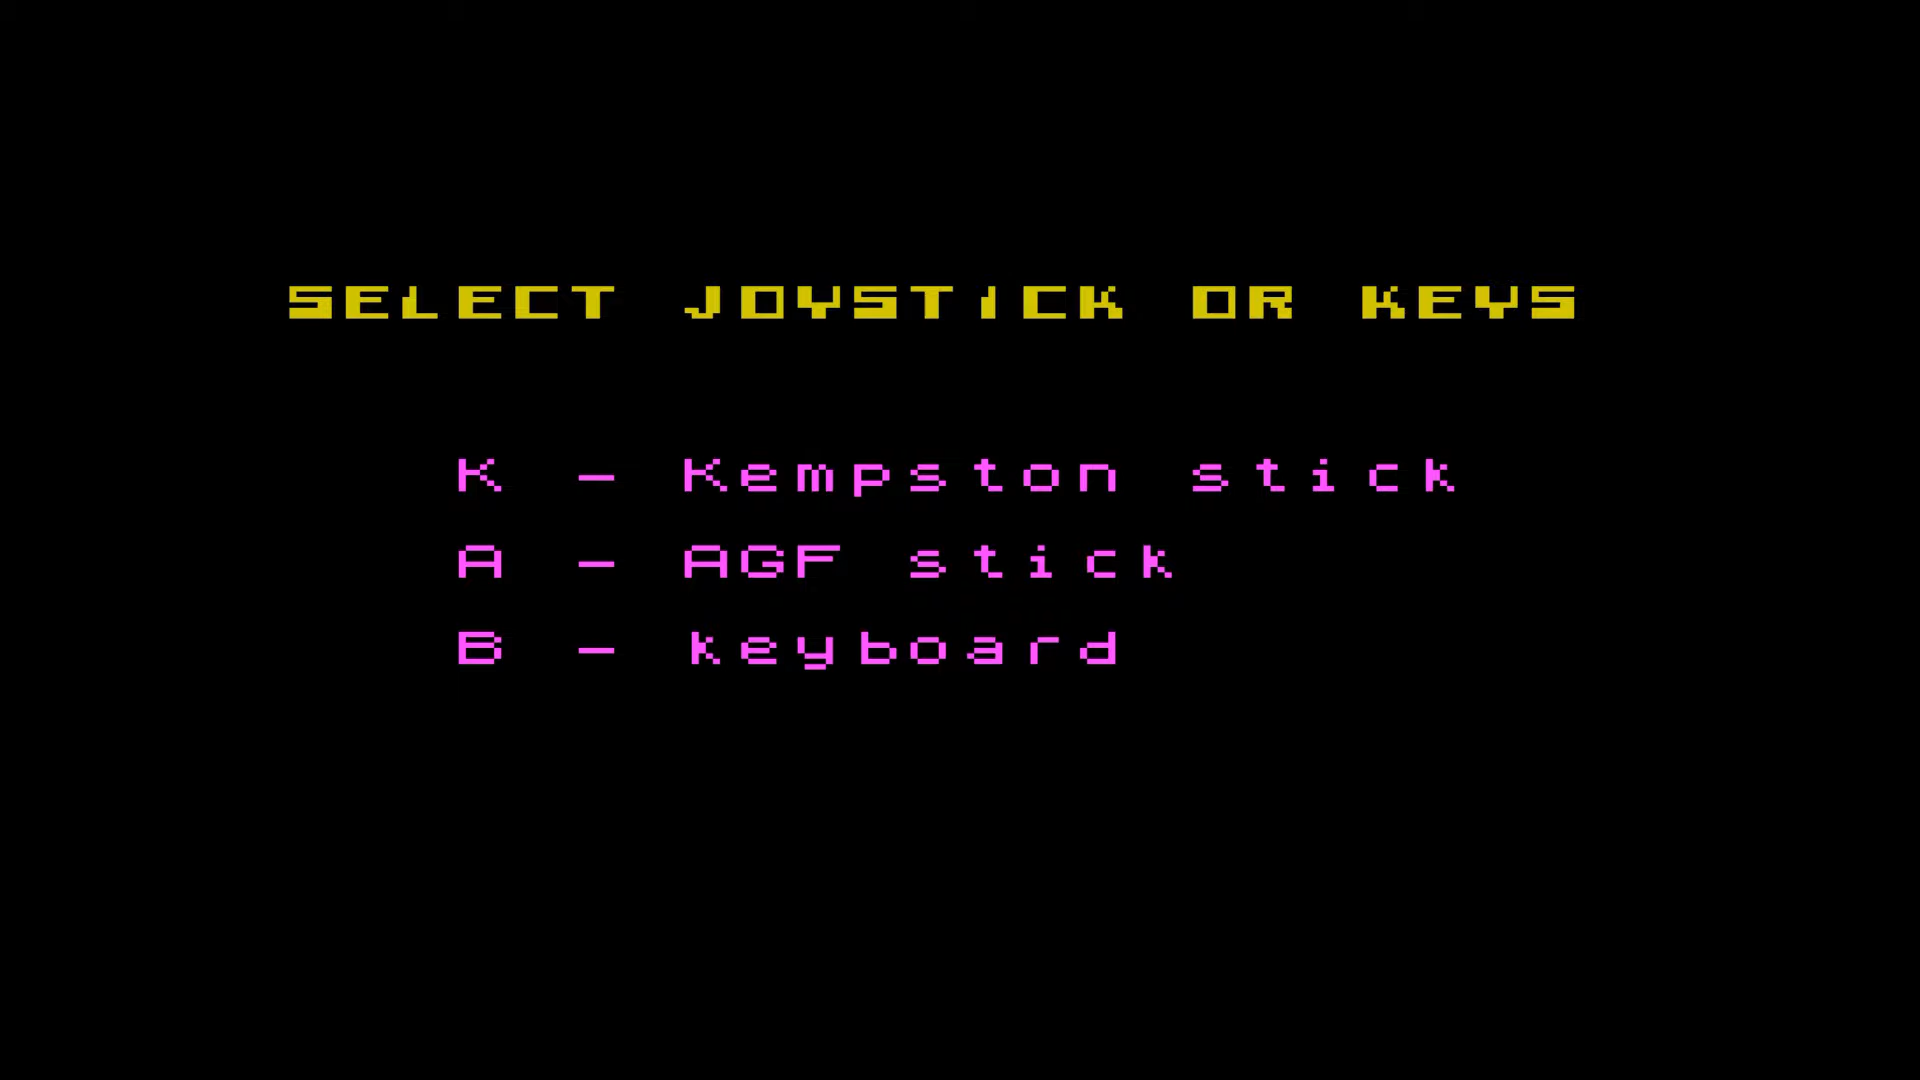 SELECT JOYSTICK OR KEYS
K - Kempston stick
A - AGF stick
B - keyboard